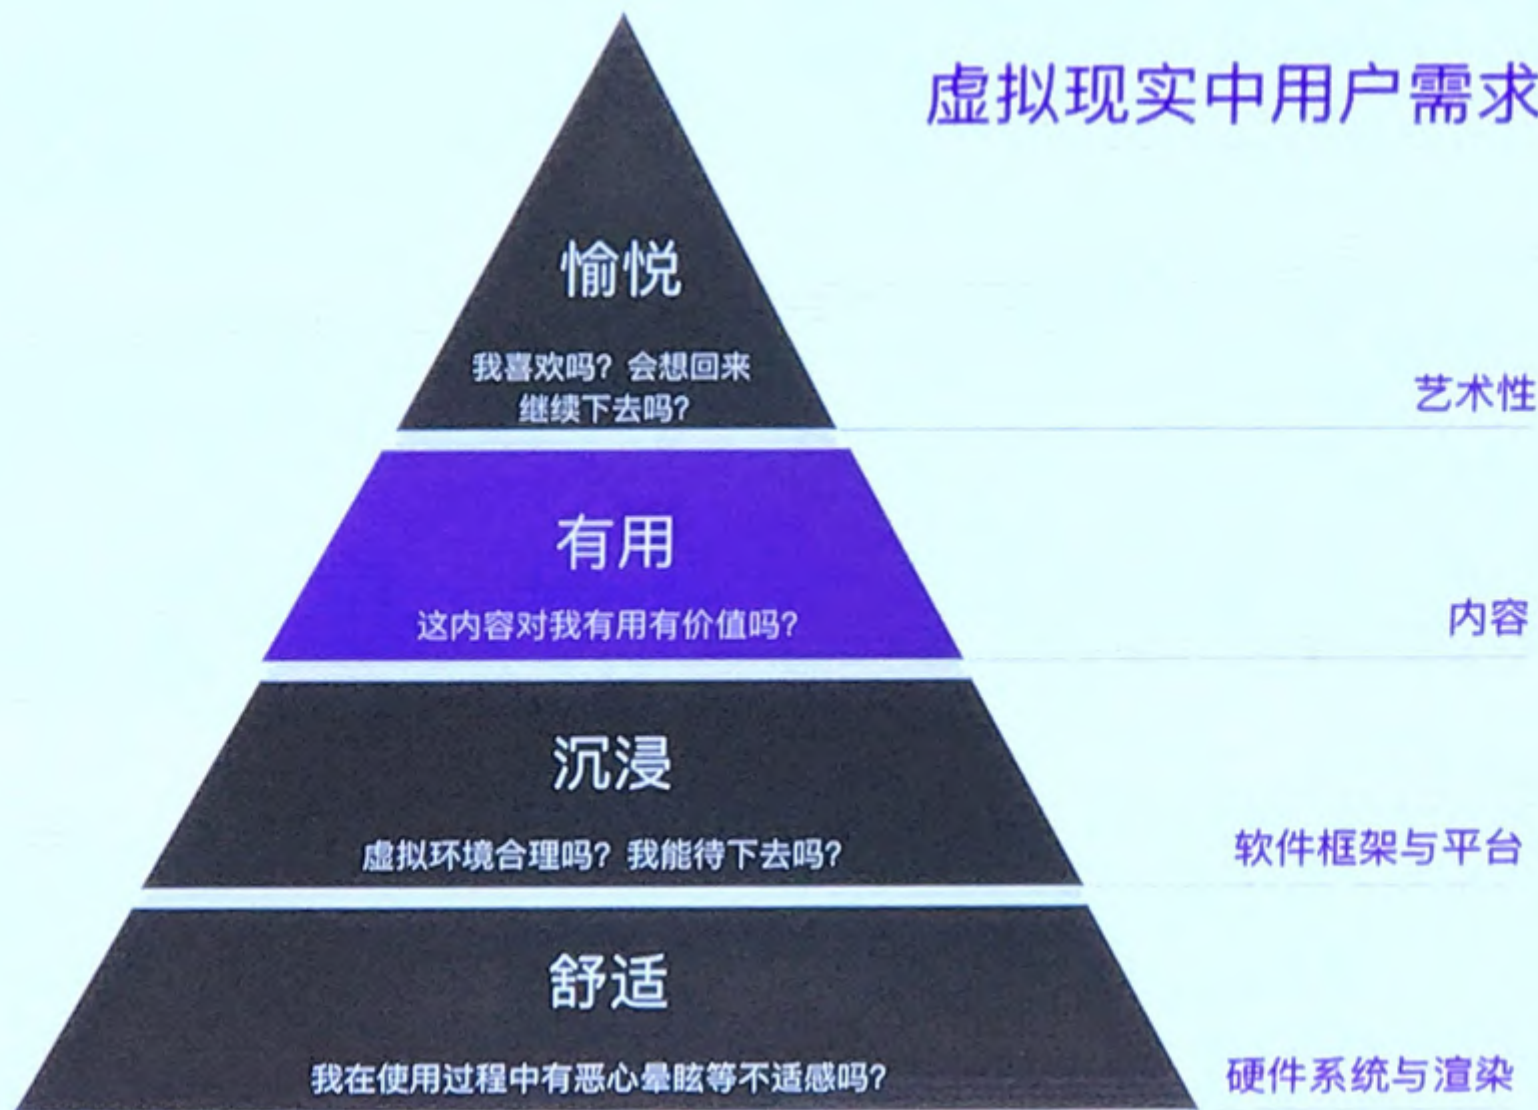 虚拟现实中用户需求
愉悦
我喜欢吗？会想回来
继续下去吗？
艺术性
有用
这内容对我有用有价值吗？
内容
沉浸
虚拟环境合理吗？我能待下去吗？
软件框架与平台
舒适
我在使用过程中有恶心晕眩等不适感吗？
硬件系统与渲染